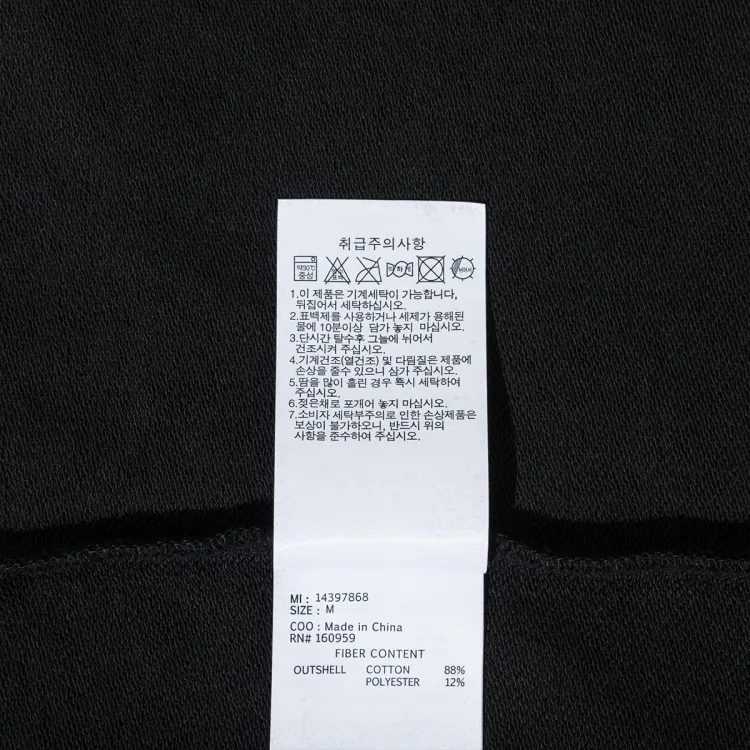 취급주의사항
약30℃
중성
약하게
뉘어서
1.이 제품은 기계세탁이 가능합니다,
뒤집어서 세탁하십시오.
2.표백제를 사용하거나 세제가 용해된
물에 10분이상 담가 놓지 마십시오.
3.단시간 탈수후 그늘에 뉘어서
건조시켜 주십시오.
4.기계건조(열건조) 및 다림질은 제품에
손상을 줄수 있으니 삼가 주십시오.
5.땀을 많이 흘린 경우 즉시 세탁하여
주십시오.
6.젖은채로 포개어 놓지 마십시오.
7.소비자 세탁부주의로 인한 손상제품은
보상이 불가하오니, 반드시 위의
사항을 준수하여 주십시오.
MI : 14397868
SIZE : M
COO : Made in China
RN# 160959
FIBER CONTENT
OUTSHELL COTTON 88%
POLYESTER 12%